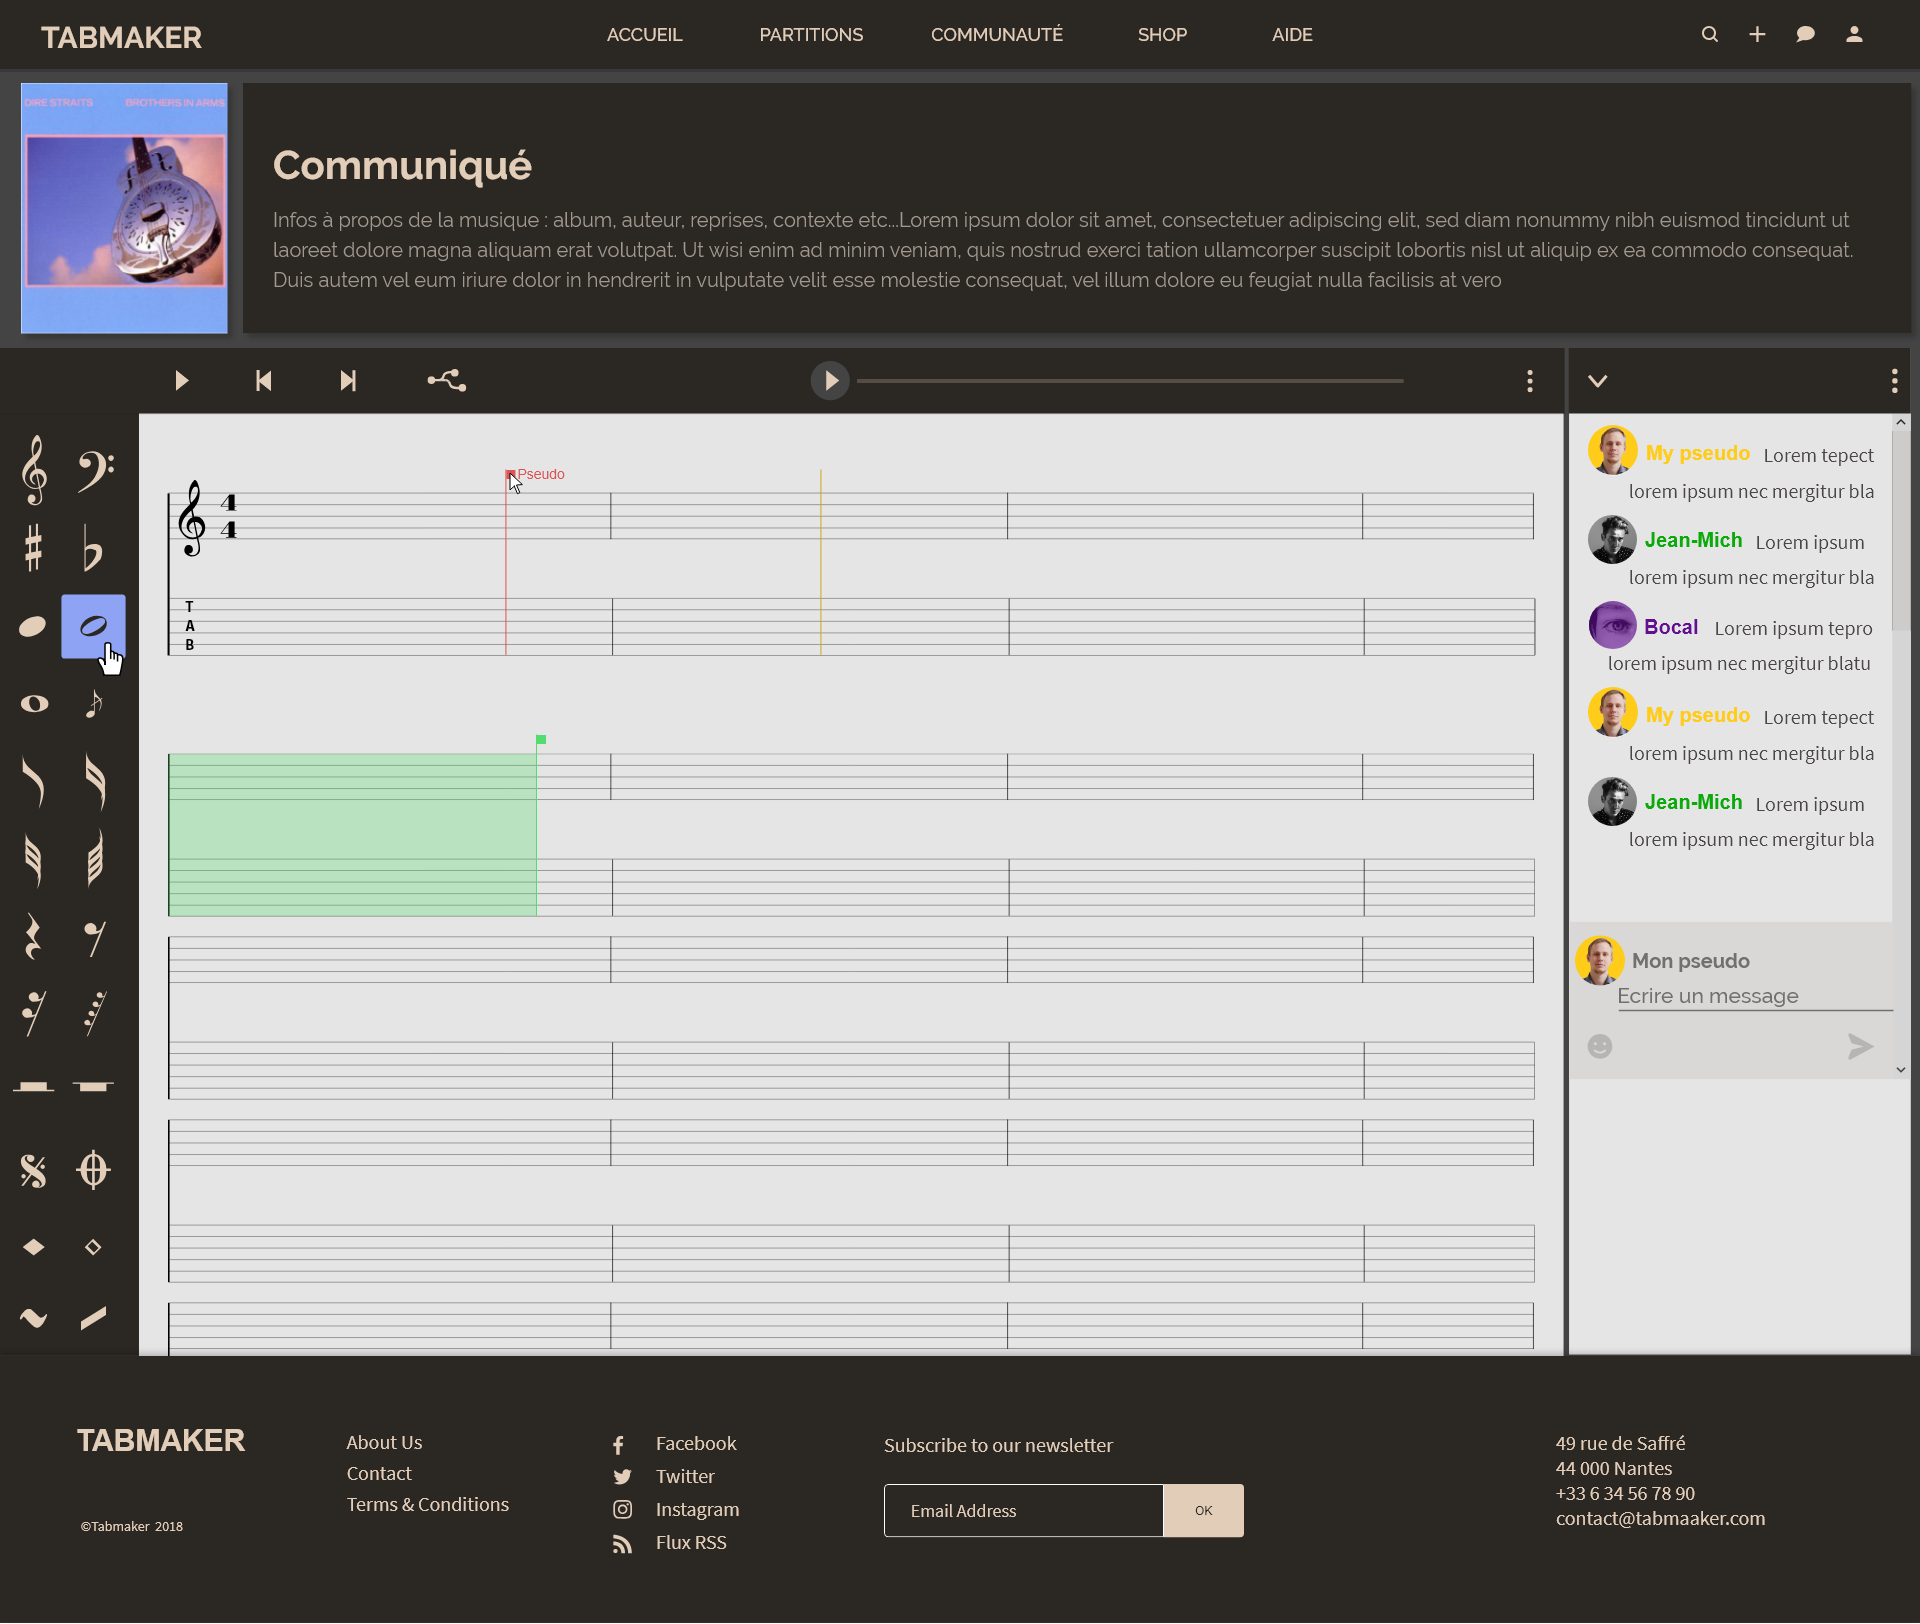 TABMAKER
ACCUEIL PARTITIONS COMMUNAUTÉ SHOP AIDE
DIRE STRAITS BROTHERS IN ARMS
Communiqué
Infos à propos de la musique : album, auteur, reprises, contexte etc...Lorem ipsum dolor sit amet, consectetuer adipiscing elit, sed diam nonummy nibh euismod tincidunt ut
laoreet dolore magna aliquam erat volutpat. Ut wisi enim ad minim veniam, quis nostrud exerci tation ullamcorper suscipit lobortis nisl ut aliquip ex ea commodo consequat.
Duis autem vel eum iriure dolor in hendrerit in vulputate velit esse molestie consequat, vel illum dolore eu feugiat nulla facilisis at vero
Pseudo
4
4
T
A
B
My pseudo Lorem tepect
lorem ipsum nec mergitur bla
Jean-Mich Lorem ipsum
lorem ipsum nec mergitur bla
Bocal Lorem ipsum tepro
lorem ipsum nec mergitur blatu
My pseudo Lorem tepect
lorem ipsum nec mergitur bla
Jean-Mich Lorem ipsum
lorem ipsum nec mergitur bla
Mon pseudo
Ecrire un message
TABMAKER
©Tabmaker 2018
About Us
Contact
Terms & Conditions
Facebook
Twitter
Instagram
Flux RSS
Subscribe to our newsletter
Email Address OK
49 rue de Saffré
44 000 Nantes
+33 6 34 56 78 90
contact@tabmaaker.com